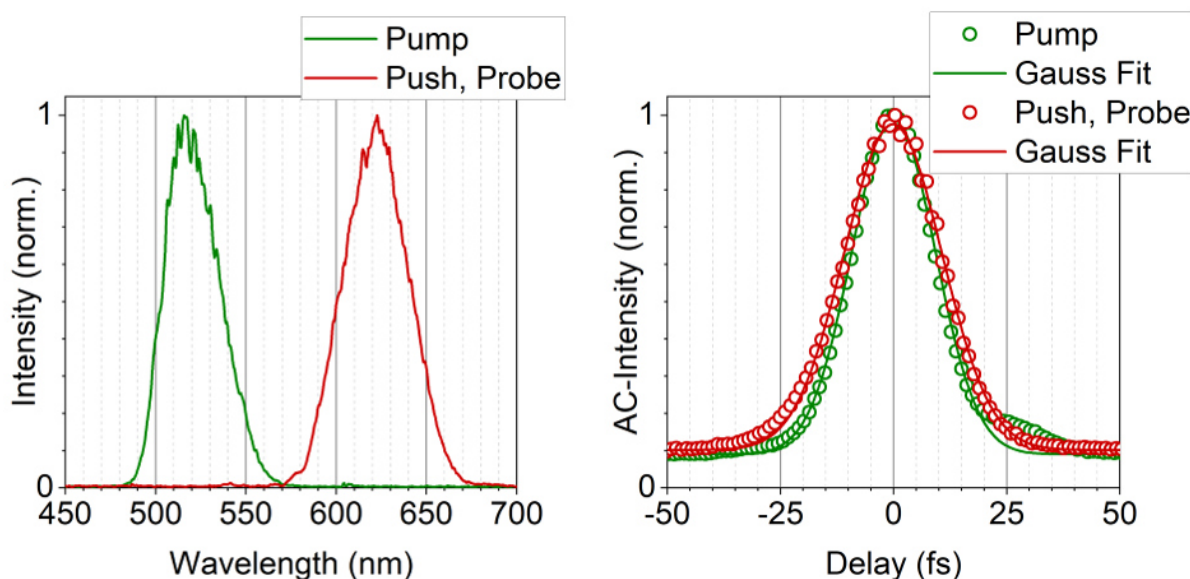 Pump
Push, Probe
1
0
Intensity (norm.)
450 500 550 600 650 700
Wavelength (nm)
Pump
Gauss Fit
Push, Probe
Gauss Fit
1
0
AC-Intensity (norm.)
-50 -25 0 25 50
Delay (fs)